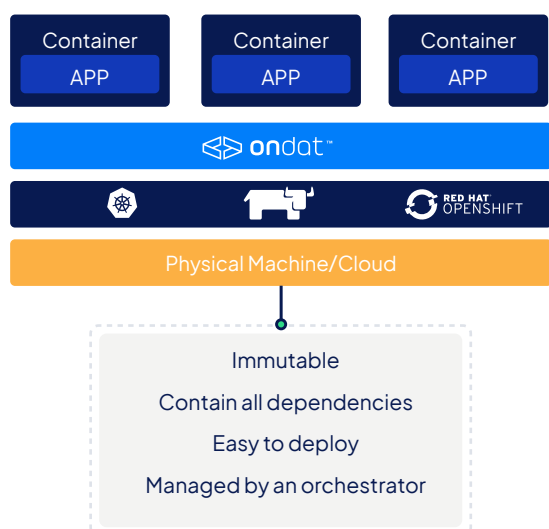 Container Container Container
APP APP APP
ondat™
RED HAT®
OPENSHIFT
Physical Machine/Cloud
Immutable
Contain all dependencies
Easy to deploy
Managed by an orchestrator